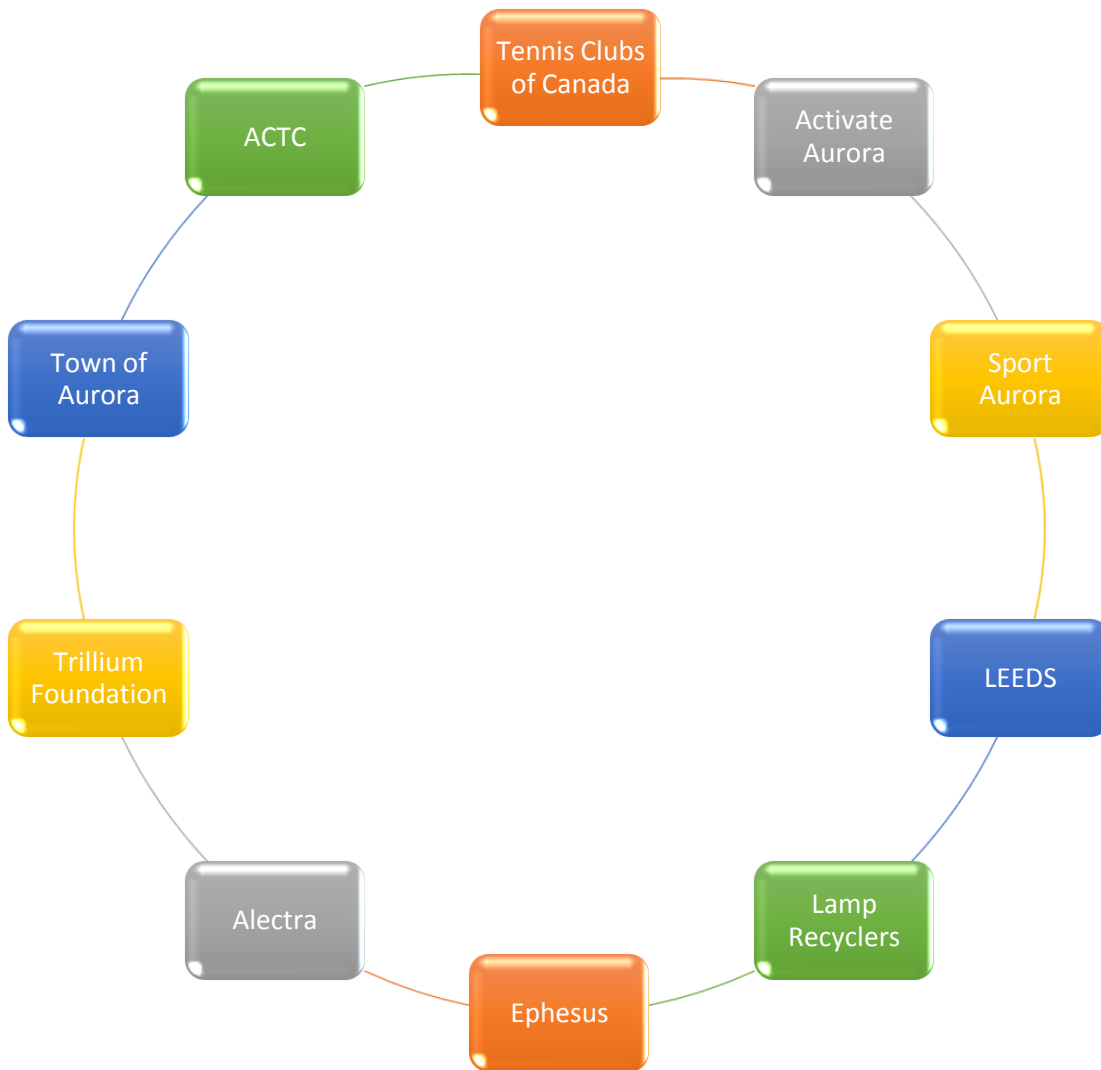 Tennis Clubs
of Canada
Activate
Aurora
Sport
Aurora
LEEDS
Lamp
Recyclers
Ephesus
Alectra
Trillium
Foundation
Town of
Aurora
ACTC